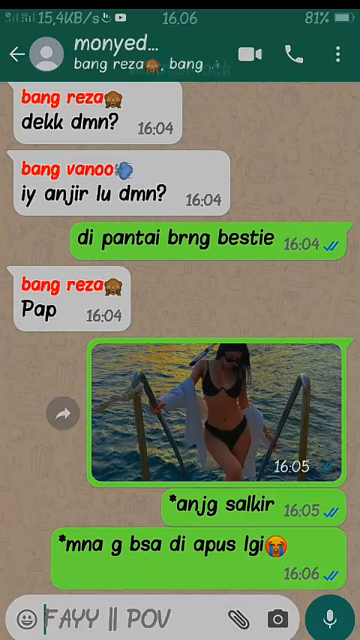 15,4KB/s
16.06
81%
monyed...
bang reza🙈, bang ..
bang reza🙈
dekk dmn?
16:04
bang vanoo💨
iy anjir lu dmn?
16:04
di pantai brng bestie
16:04
bang reza🙈
Pap
16:04
16:05
*anjg salkir
16:05
*mna g bsa di apus lgi😭
16:06
FAYY || POV